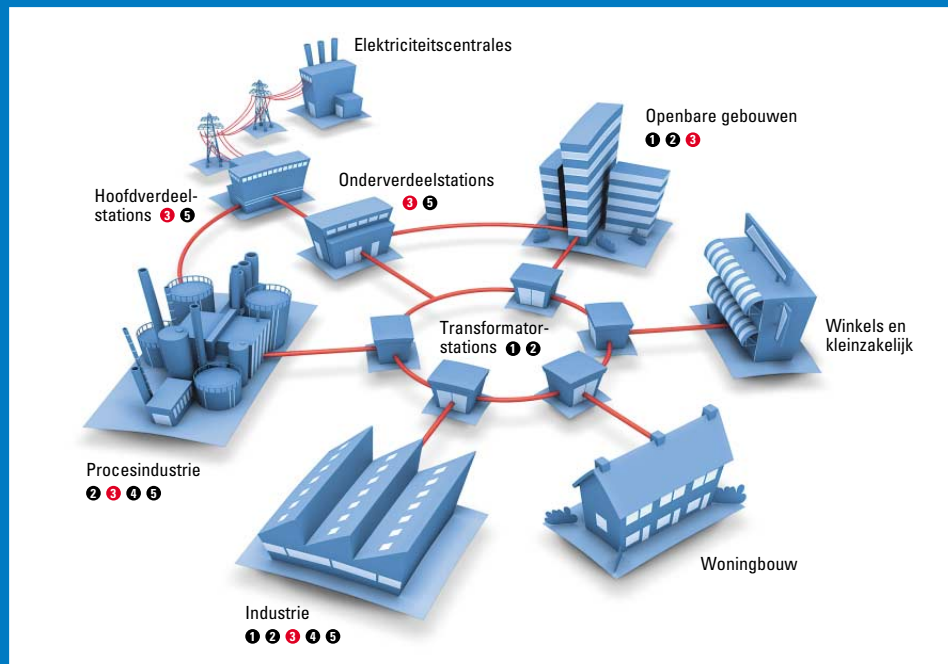 Elektriciteitscentrales
Openbare gebouwen
❶ ❷ ❸
Hoofdverdeel-
stations ❸ ❺
Onderverdeelstations
❸ ❺
Transformator-
stations ❶ ❷
Winkels en
kleinzakelijk
Procesindustrie
❷ ❸ ❹ ❺
Woningbouw
Industrie
❶ ❷ ❸ ❹ ❺